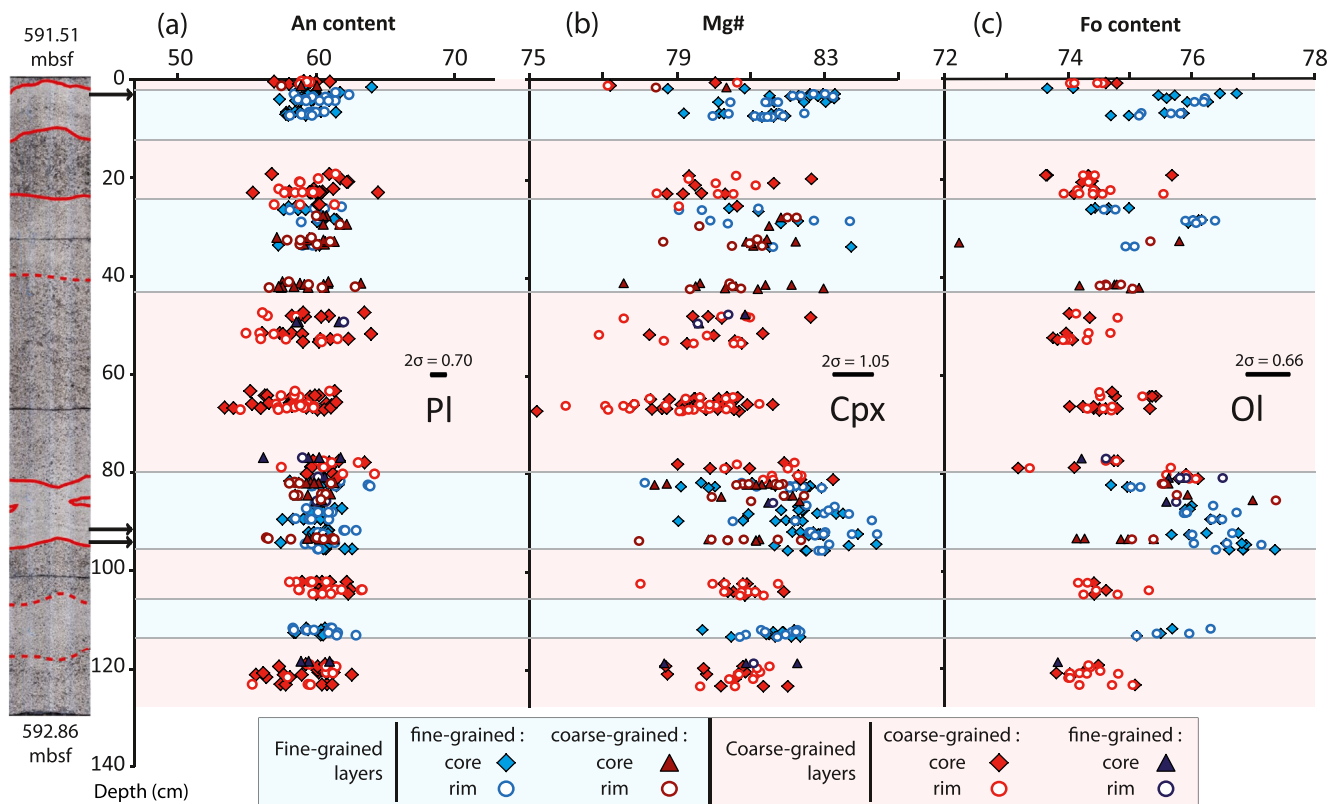 (a) An content
(b) Mg#
(c) Fo content
591.51
mbsf
50 60 70
75 79 83
72 74 76 78
0
20
40
60
80
100
120
140
2σ = 0.70
Pl
2σ = 1.05
Cpx
2σ = 0.66
Ol
592.86
mbsf
Depth (cm)
Fine-grained
layers
fine-grained :
core
rim
coarse-grained :
core
rim
Coarse-grained
layers
coarse-grained :
core
rim
fine-grained :
core
rim